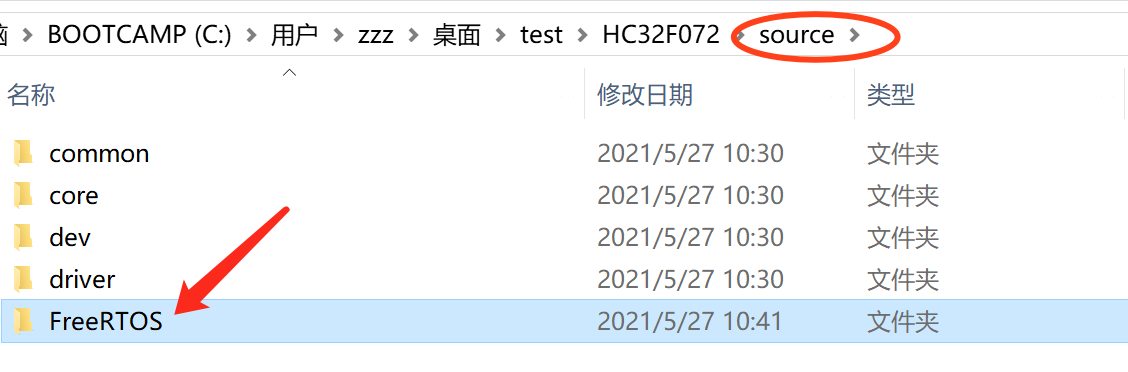 脑 > BOOTCAMP (C:) > 用户 > zzz > 桌面 > test > HC32F072 > source >
名称 修改日期 类型
common 2021/5/27 10:30 文件夹
core 2021/5/27 10:30 文件夹
dev 2021/5/27 10:30 文件夹
driver 2021/5/27 10:30 文件夹
FreeRTOS 2021/5/27 10:41 文件夹